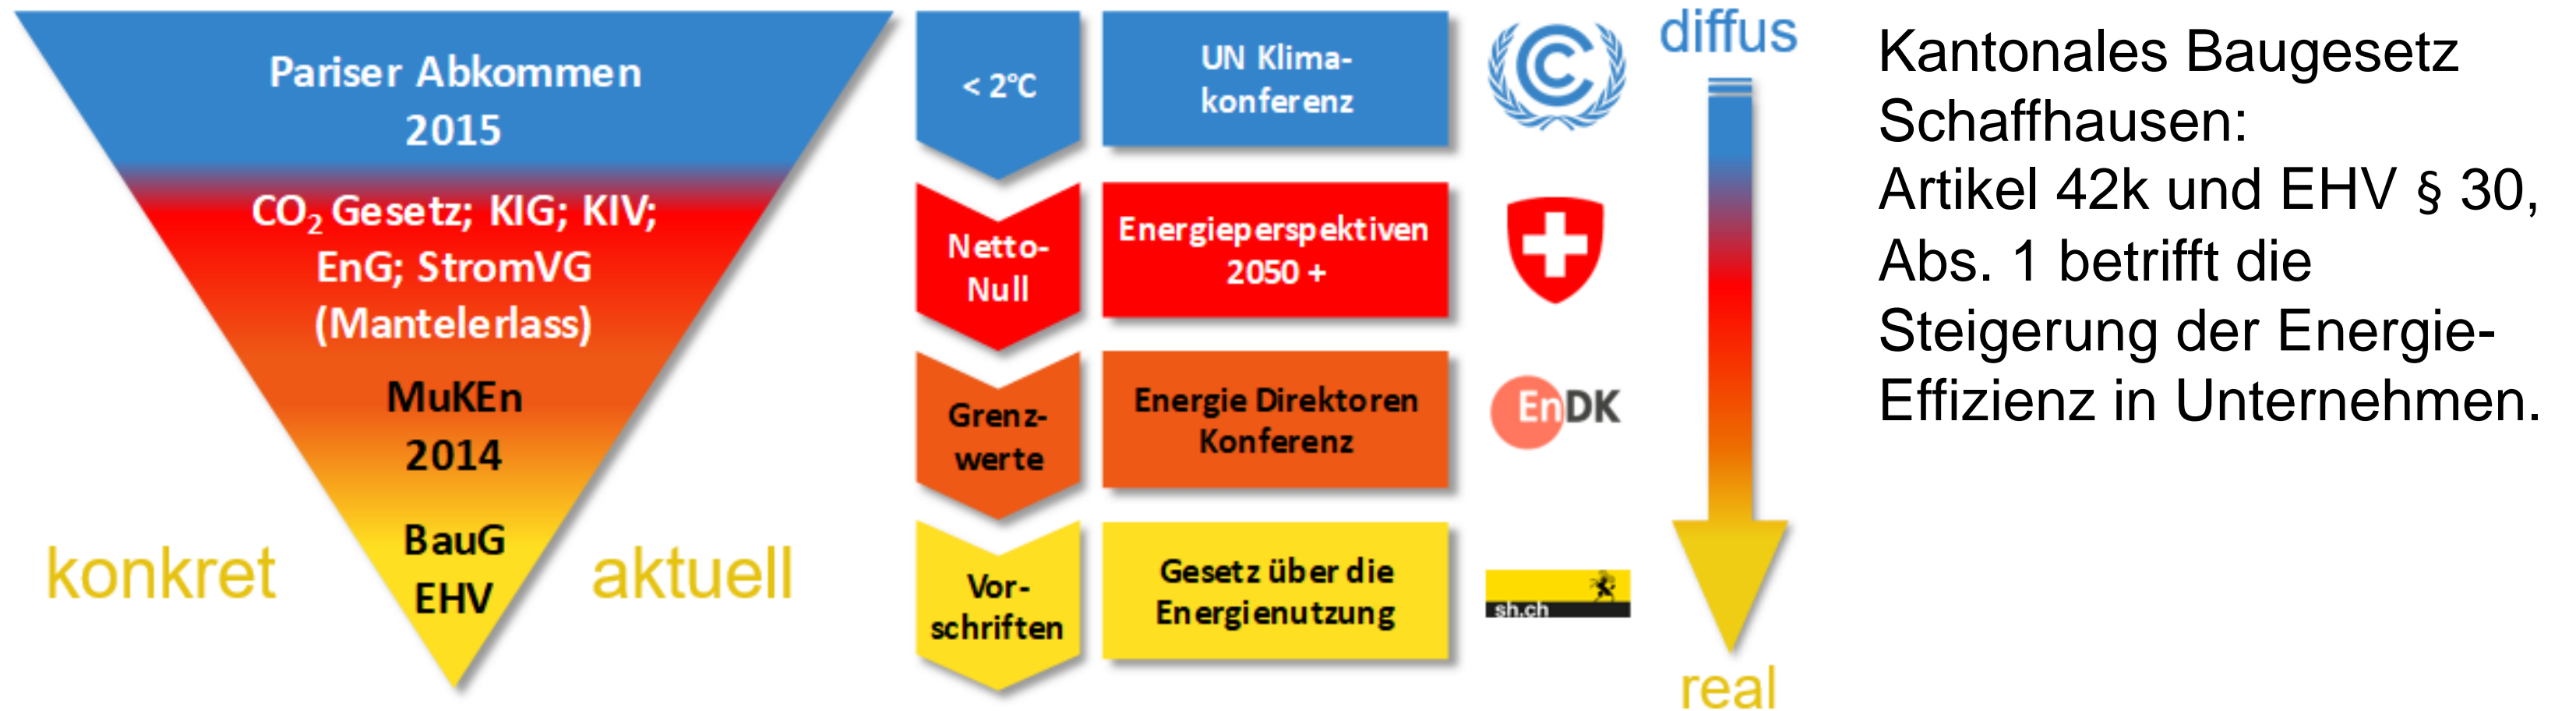 Pariser Abkommen
2015
CO₂ Gesetz; KIG; KIV;
EnG; StromVG
(Mantelerlass)
MuKEn
2014
BauG
EHV
konkret
aktuell
< 2°C
UN Klima-
konferenz
Netto-
Null
Energieperspektiven
2050 +
Grenz-
werte
Energie Direktoren
Konferenz
EnDK
Vor-
schriften
Gesetz über die
Energienutzung
sh.ch
diffus
real
Kantonales Baugesetz
Schaffhausen:
Artikel 42k und EHV § 30,
Abs. 1 betrifft die
Steigerung der Energie-
Effizienz in Unternehmen.